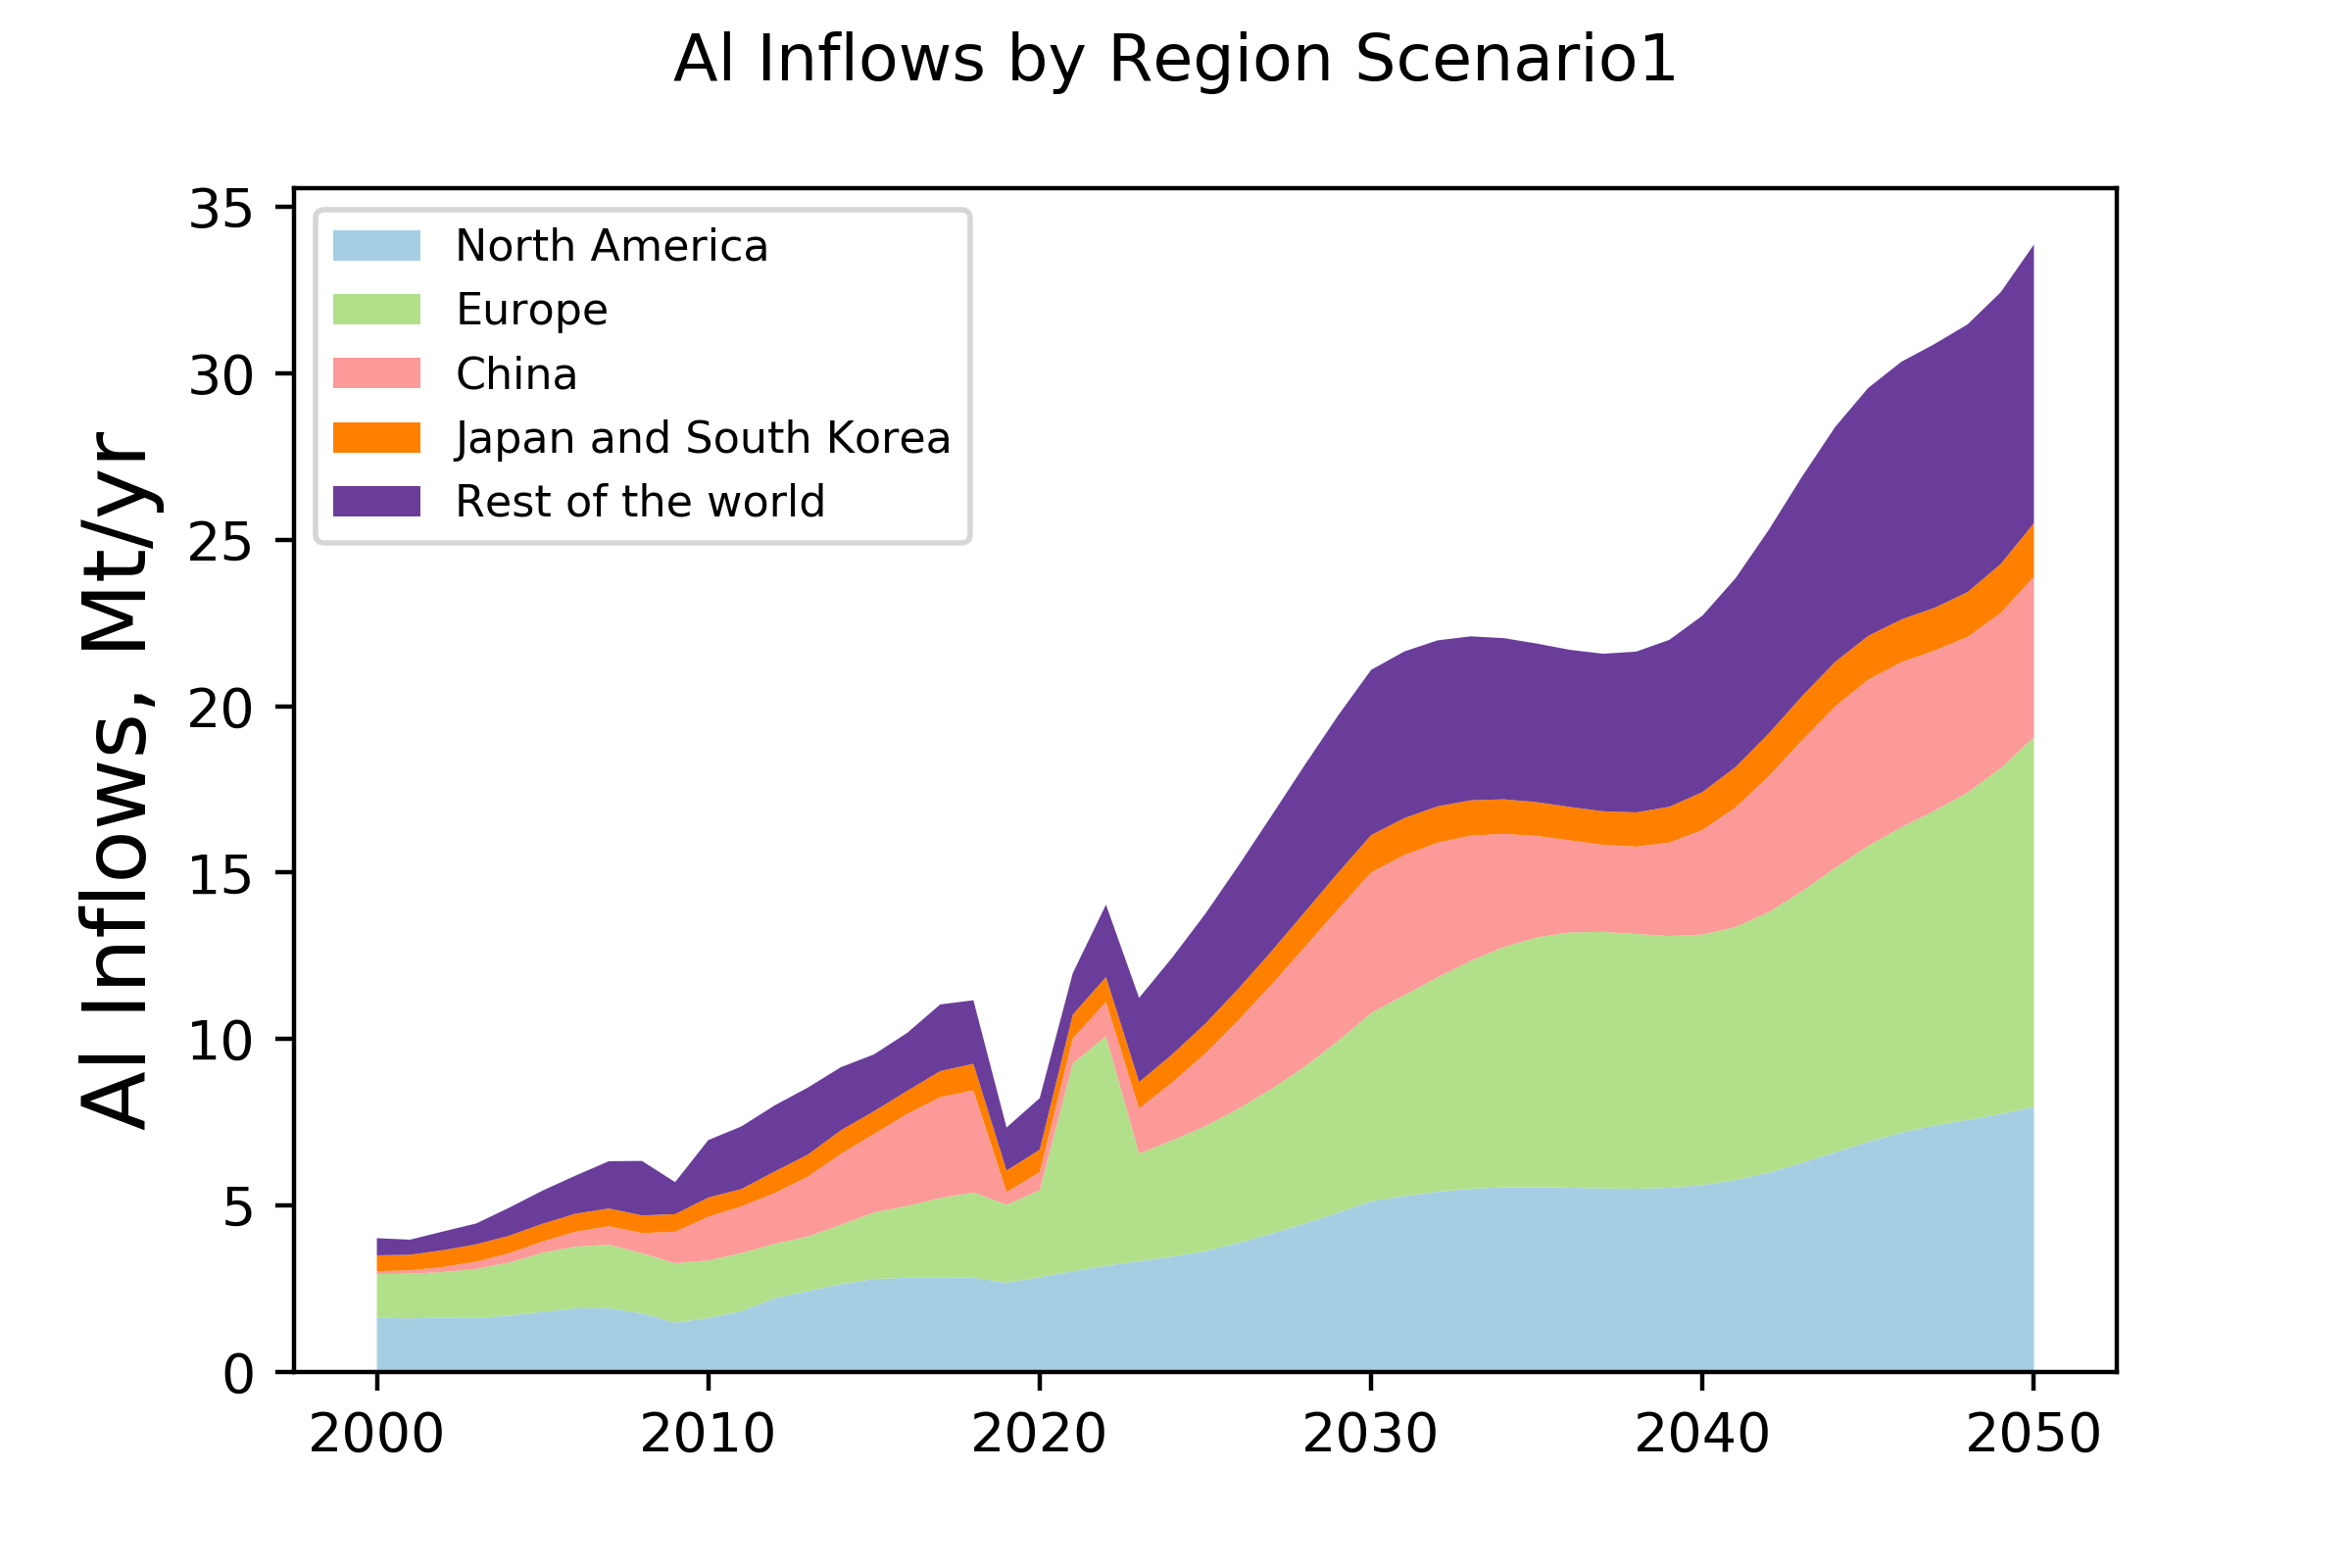 Al Inflows by Region Scenario1
Al Inflows, Mt/yr
35
30
25
20
15
10
5
0
North America
Europe
China
Japan and South Korea
Rest of the world
2000 2010 2020 2030 2040 2050